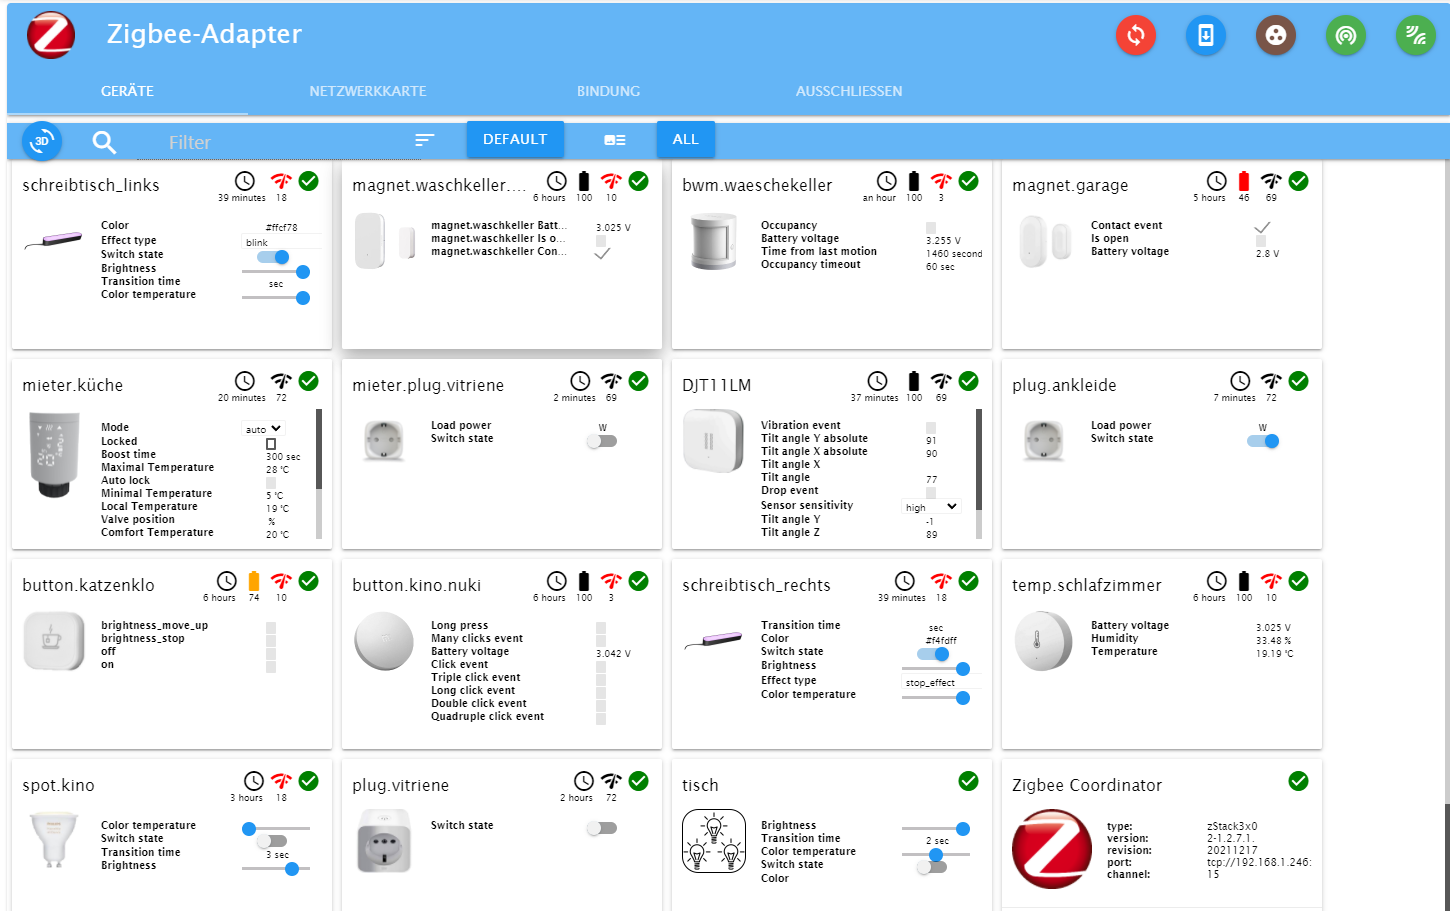 Zigbee-Adapter
GERÄTE
NETZWERKKARTE
BINDUNG
AUSSCHLIESSEN
3D
Filter
DEFAULT
ALL
schreibtisch_links
39 minutes 18
Color #ffcf78
Effect type blink
Switch state
Brightness
Transition time sec
Color temperature
magnet.waschkeller....
6 hours 100 10
magnet.waschkeller Batt... 3.025 V
magnet.waschkeller Is o...
magnet.waschkeller Con...
bwm.waeschekeller
an hour 100 3
Occupancy
Battery voltage 3.255 V
Time from last motion 1460 second
Occupancy timeout 60 sec
magnet.garage
5 hours 46 69
Contact event
Is open
Battery voltage 2.8 V
mieter.küche
20 minutes 72
Mode auto
Locked
Boost time 300 sec
Maximal Temperature 28 °C
Auto lock
Minimal Temperature 5 °C
Local Temperature 19 °C
Valve position %
Comfort Temperature 20 °C
mieter.plug.vitriene
2 minutes 69
Load power W
Switch state
DJT11LM
37 minutes 100 69
Vibration event
Tilt angle Y absolute 91
Tilt angle X absolute 90
Tilt angle X
Tilt angle 77
Drop event
Sensor sensitivity high
Tilt angle Y -1
Tilt angle Z 89
plug.ankleide
7 minutes 72
Load power W
Switch state
button.katzenklo
6 hours 74 10
brightness_move_up
brightness_stop
off
on
button.kino.nuki
6 hours 100 3
Long press
Many clicks event
Battery voltage 3.042 V
Click event
Triple click event
Long click event
Double click event
Quadruple click event
schreibtisch_rechts
39 minutes 18
Transition time sec
Color #f4fdff
Switch state
Brightness
Effect type stop_effect
Color temperature
temp.schlafzimmer
6 hours 100 10
Battery voltage 3.025 V
Humidity 33.48 %
Temperature 19.19 °C
spot.kino
3 hours 18
Color temperature
Switch state
Transition time 3 sec
Brightness
plug.vitriene
2 hours 72
Switch state
tisch
Brightness
Transition time 2 sec
Color temperature
Switch state
Color
Zigbee Coordinator
type: zStack3x0
version: 2-1.2.7.1.
revision: 20211217
port: tcp://192.168.1.246:
channel: 15